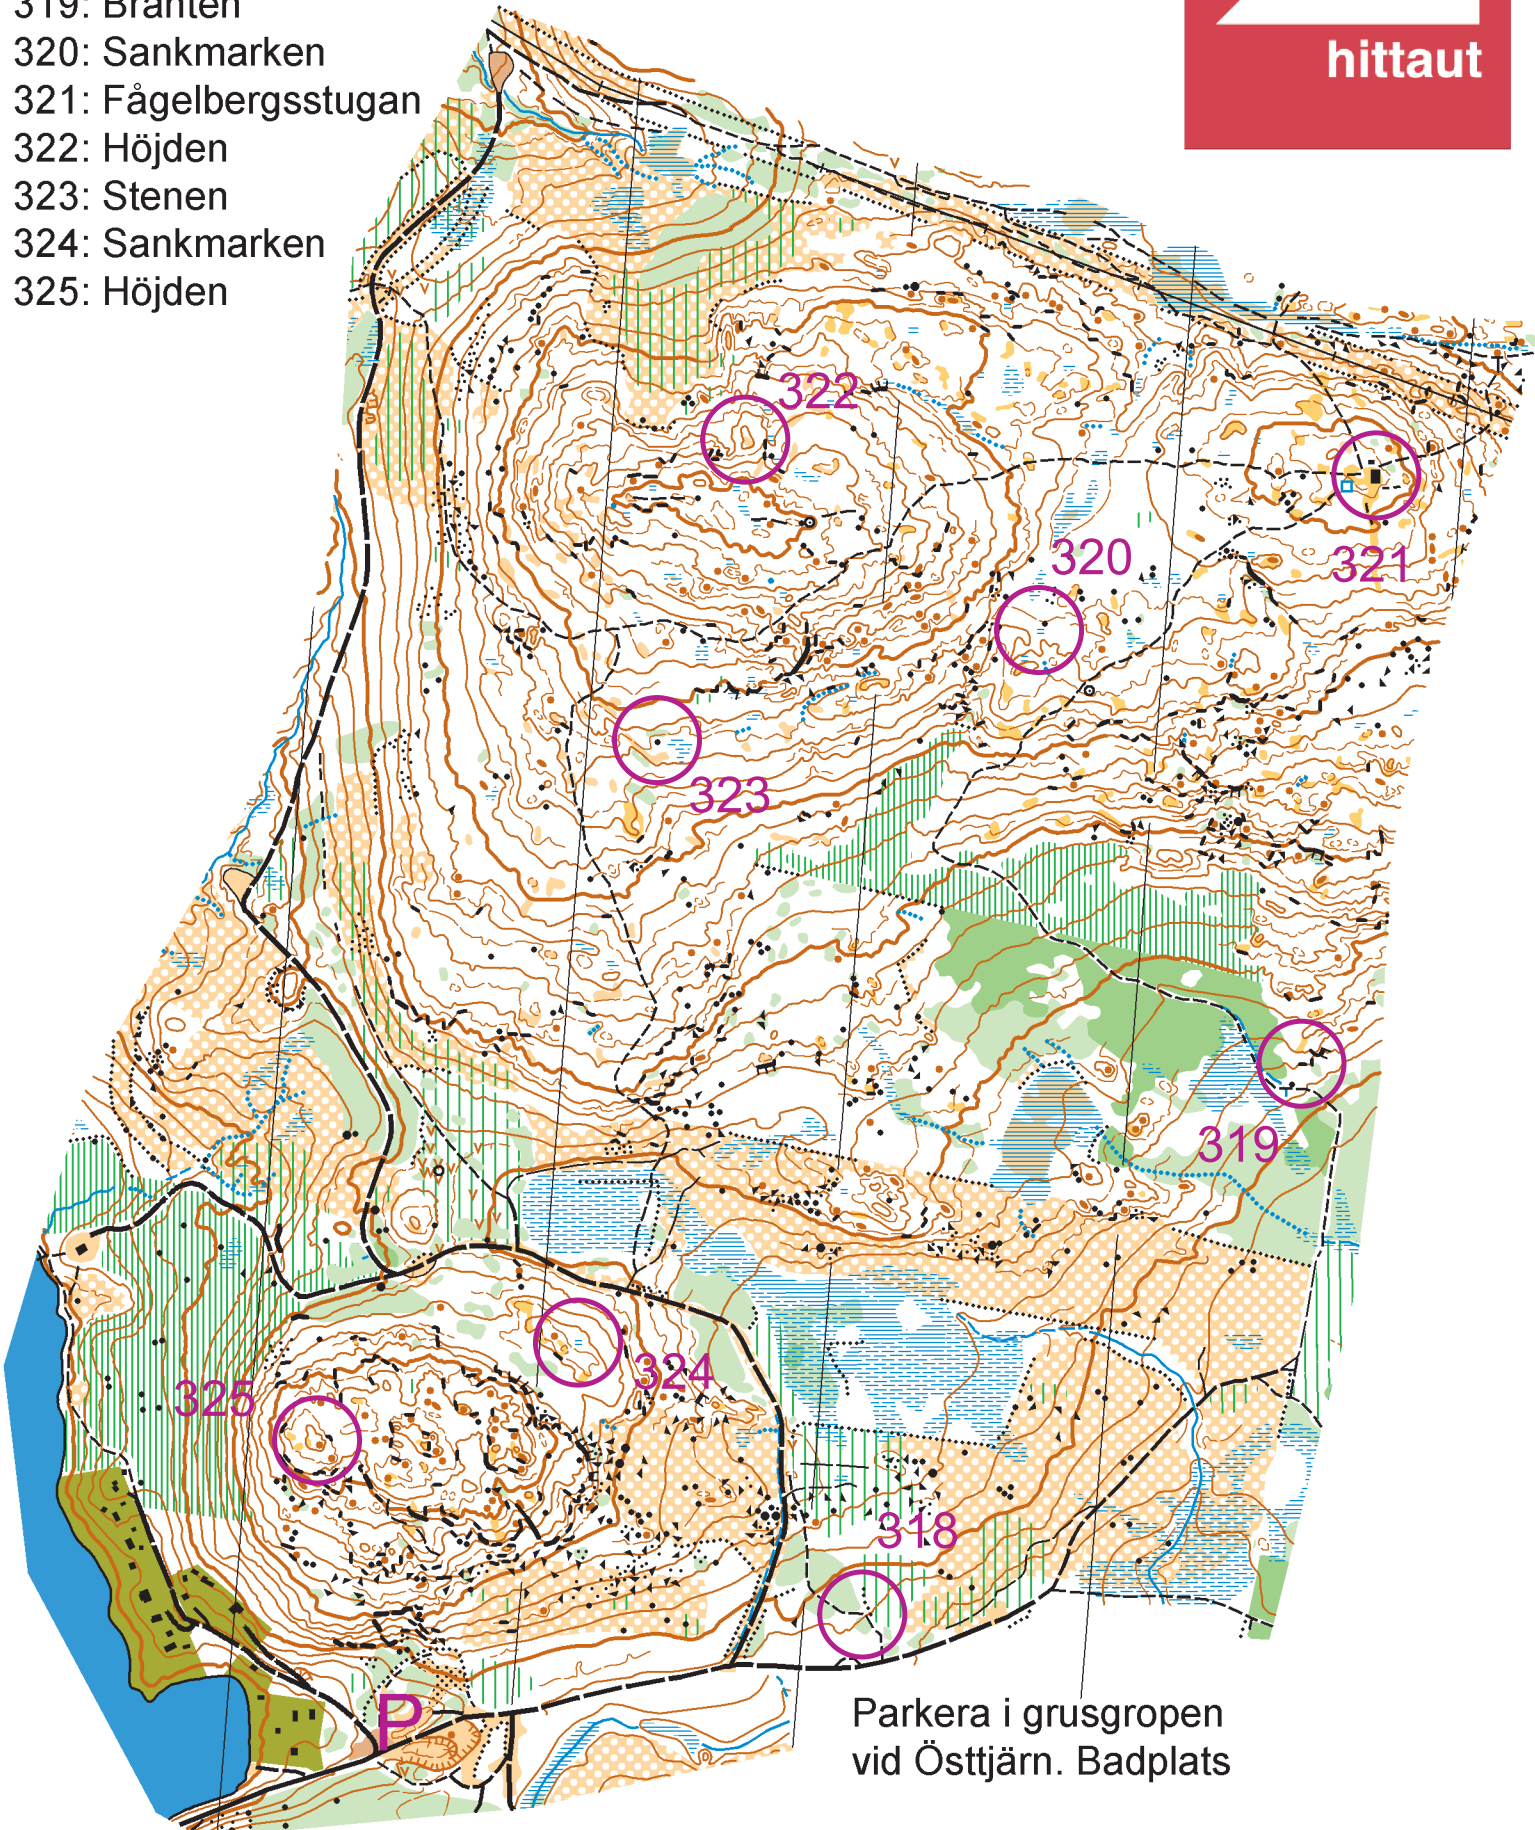 319: Branten
320: Sankmarken
321: Fågelbergsstugan
322: Höjden
323: Stenen
324: Sankmarken
325: Höjden
hittaut
322
320
321
323
319
324
325
318
P
Parkera i grusgropen
vid Östtjärn. Badplats